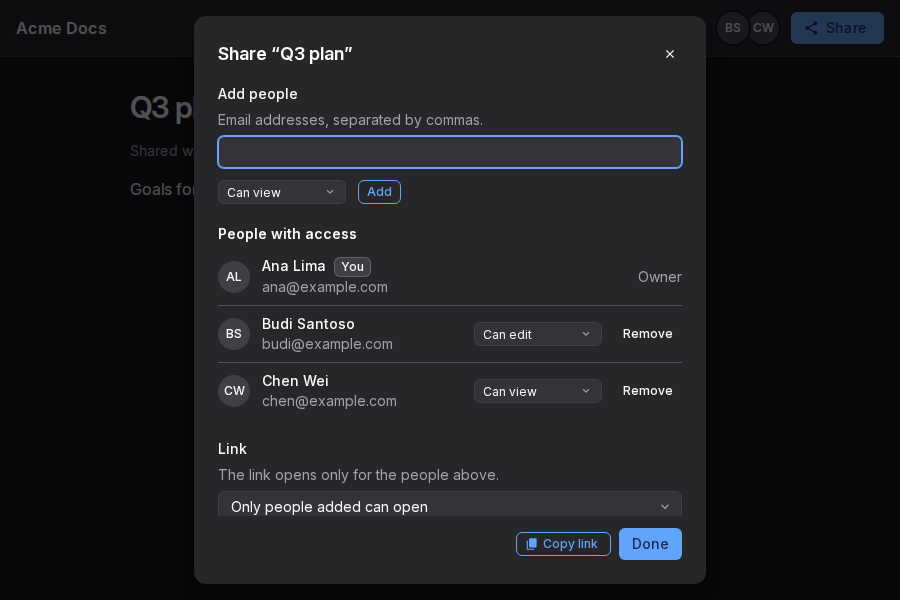 Acme Docs
BS
CW
Share
Q3 pl
Shared w
Goals for
Share “Q3 plan”
Add people
Email addresses, separated by commas.
Can view
Add
People with access
AL
Ana Lima
You
ana@example.com
Owner
BS
Budi Santoso
budi@example.com
Can edit
Remove
CW
Chen Wei
chen@example.com
Can view
Remove
Link
The link opens only for the people above.
Only people added can open
Copy link
Done